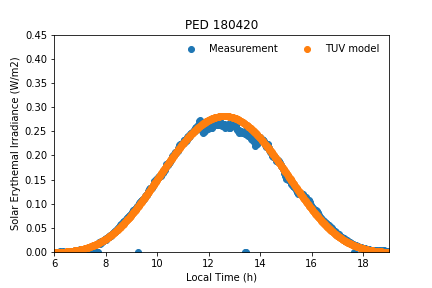 PED 180420
Measurement TUV model
Solar Erythemal Irradiance (W/m2)
0.45
0.40
0.35
0.30
0.25
0.20
0.15
0.10
0.05
0.00
6 8 10 12 14 16 18
Local Time (h)